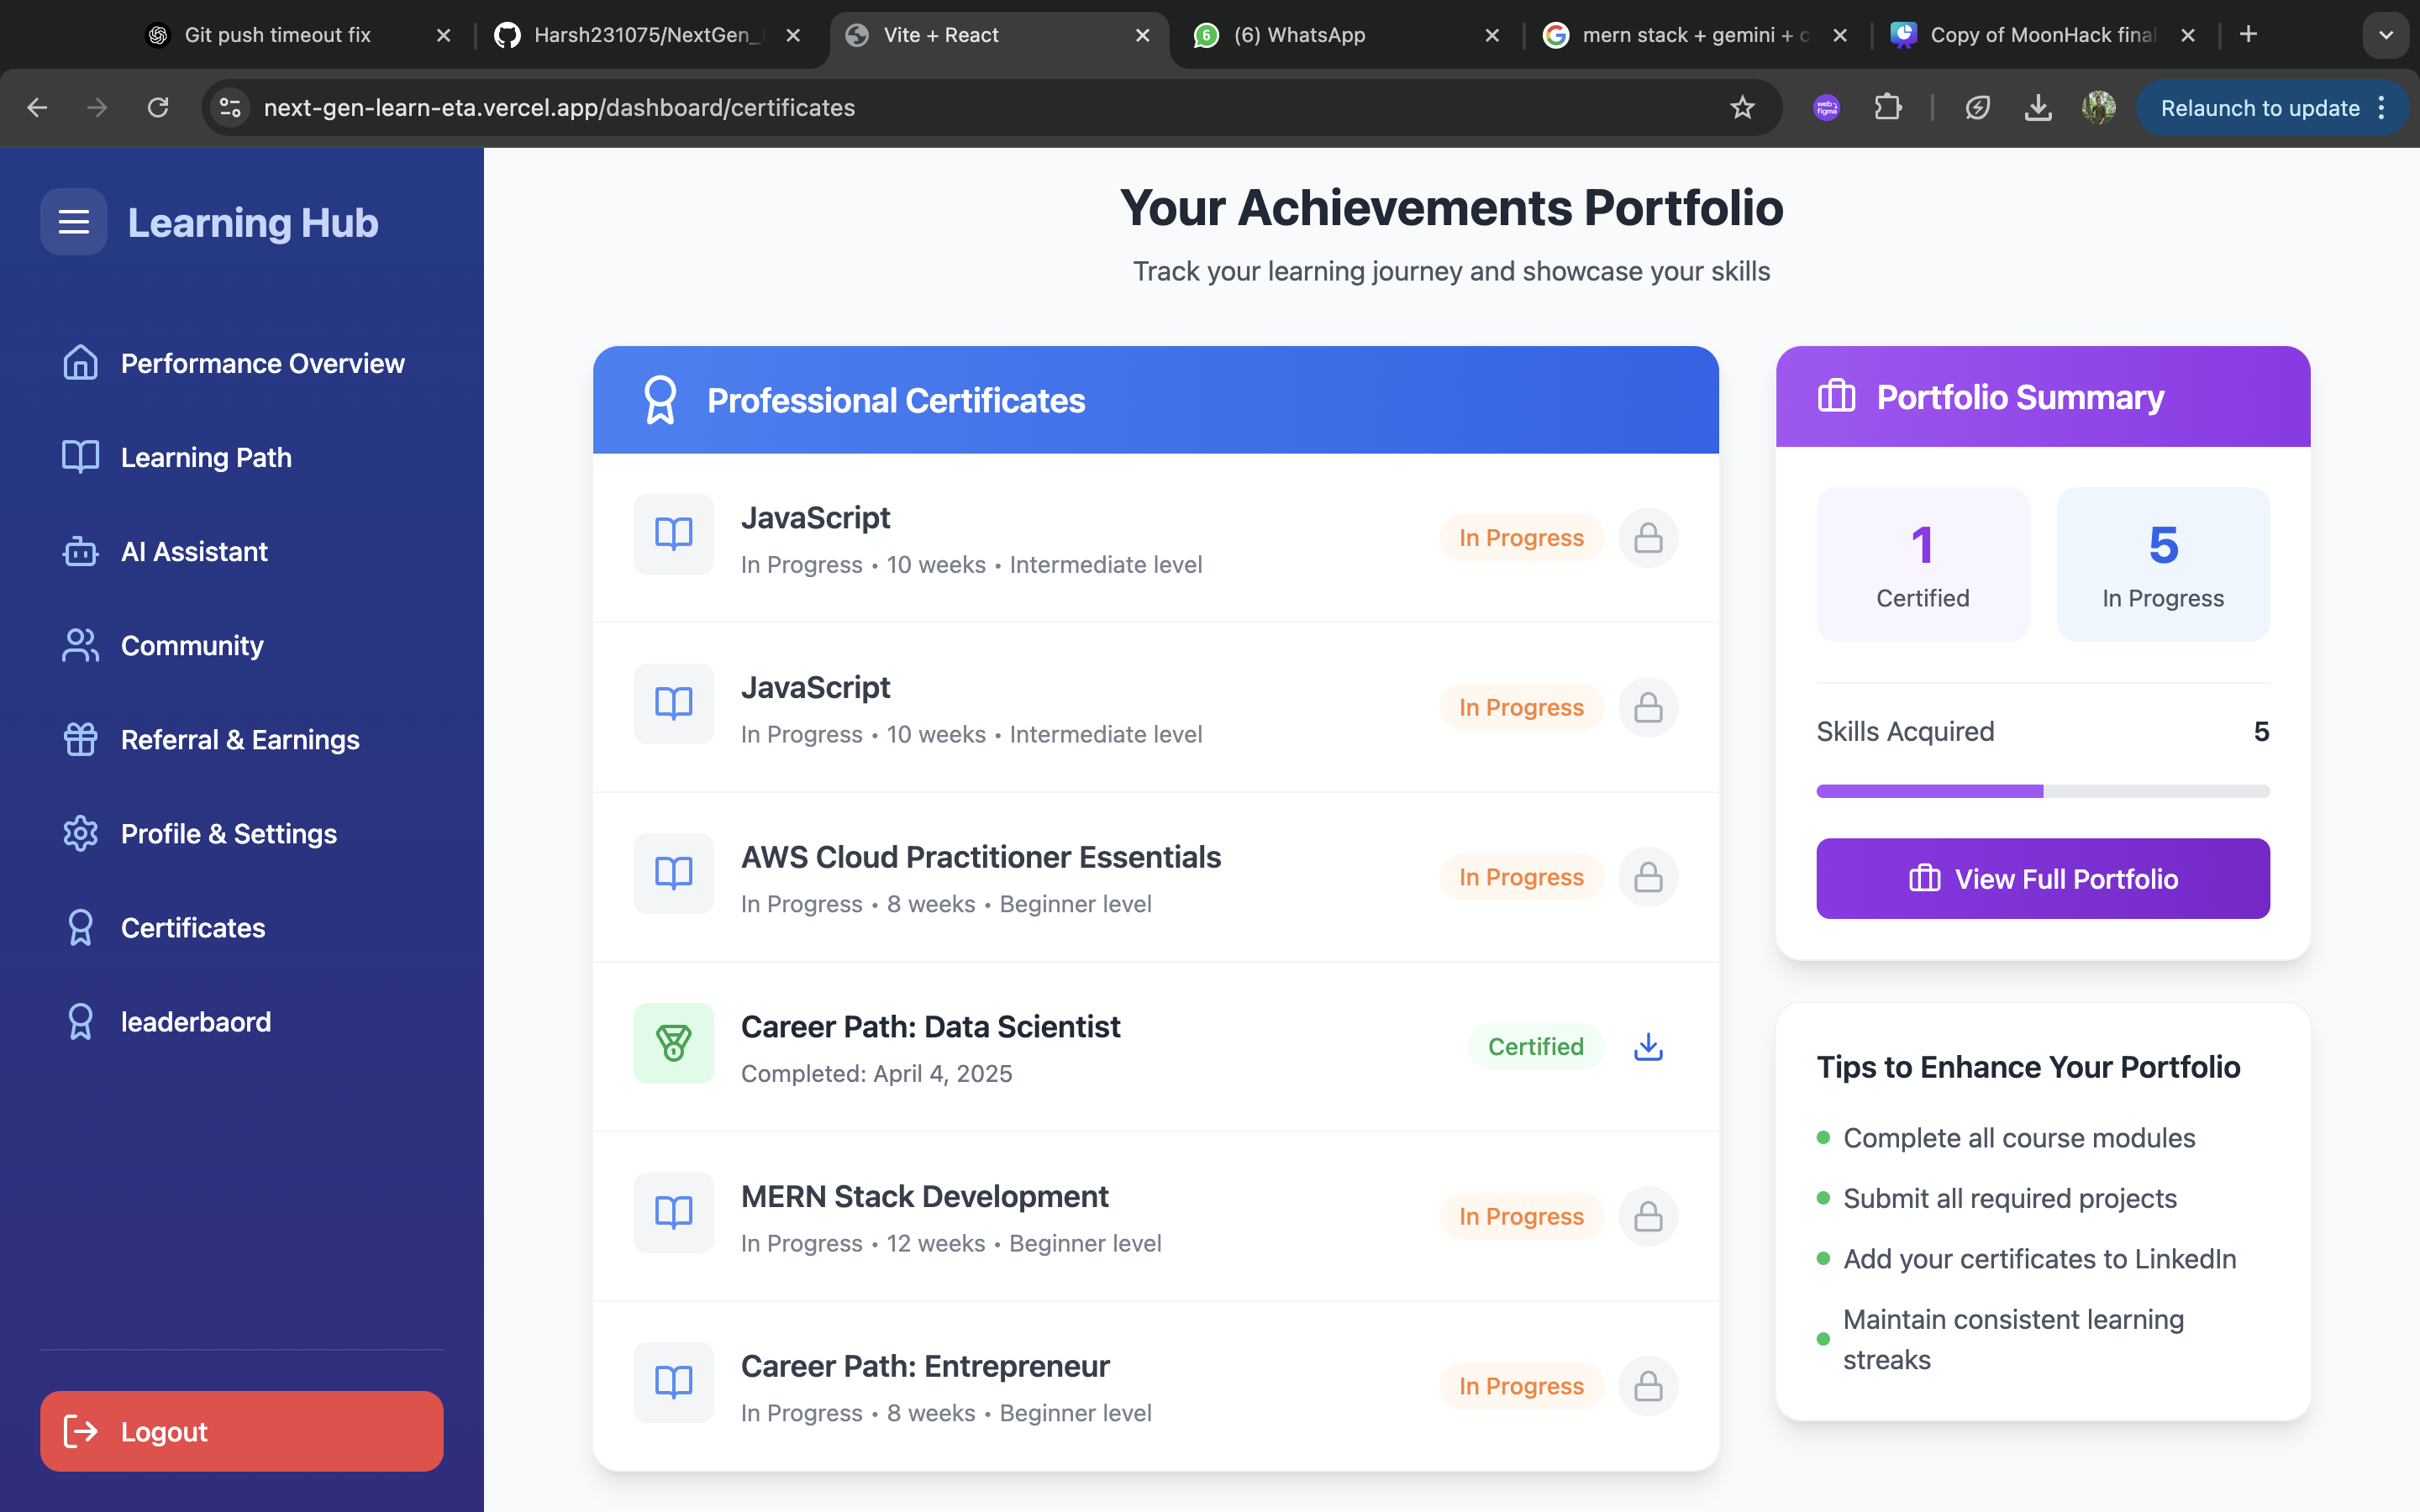 Git push timeout fix
Harsh231075/NextGen_
Vite + React
(6) WhatsApp
mern stack + gemini + c
Copy of MoonHack final
next-gen-learn-eta.vercel.app/dashboard/certificates
Relaunch to update
Learning Hub
Performance Overview
Learning Path
AI Assistant
Community
Referral & Earnings
Profile & Settings
Certificates
leaderbaord
Logout
Your Achievements Portfolio
Track your learning journey and showcase your skills
Professional Certificates
JavaScript
In Progress • 10 weeks • Intermediate level
In Progress
JavaScript
In Progress • 10 weeks • Intermediate level
In Progress
AWS Cloud Practitioner Essentials
In Progress • 8 weeks • Beginner level
In Progress
Career Path: Data Scientist
Completed: April 4, 2025
Certified
MERN Stack Development
In Progress • 12 weeks • Beginner level
In Progress
Career Path: Entrepreneur
In Progress • 8 weeks • Beginner level
In Progress
Portfolio Summary
1
Certified
5
In Progress
Skills Acquired 5
View Full Portfolio
Tips to Enhance Your Portfolio
Complete all course modules
Submit all required projects
Add your certificates to LinkedIn
Maintain consistent learning
streaks